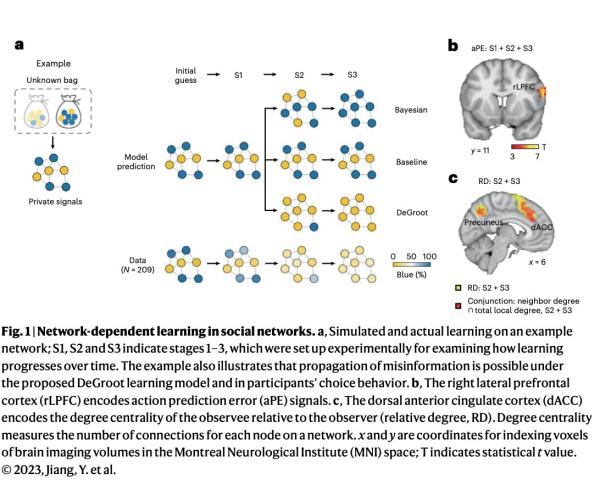 a
Example
Unknown bag
Private signals
Initial
guess
S1
S2
S3
Model
prediction
Bayesian
Baseline
DeGroot
Data
(N = 209)
0 50 100
Blue (%)
b
aPE: S1 + S2 + S3
rLPFC
y = 11
T
3 7
c
RD: S2 + S3
Precuneus
dACC
x = 6
RD: S2 + S3
Conjunction: neighbor degree
∩ total local degree, S2 + S3
Fig. 1 | Network-dependent learning in social networks. a, Simulated and actual learning on an example
network; S1, S2 and S3 indicate stages 1–3, which were set up experimentally for examining how learning
progresses over time. The example also illustrates that propagation of misinformation is possible under
the proposed DeGroot learning model and in participants’ choice behavior. b, The right lateral prefrontal
cortex (rLPFC) encodes action prediction error (aPE) signals. c, The dorsal anterior cingulate cortex (dACC)
encodes the degree centrality of the observee relative to the observer (relative degree, RD). Degree centrality
measures the number of connections for each node on a network. x and y are coordinates for indexing voxels
of brain imaging volumes in the Montreal Neurological Institute (MNI) space; T indicates statistical t value.
© 2023, Jiang, Y. et al.